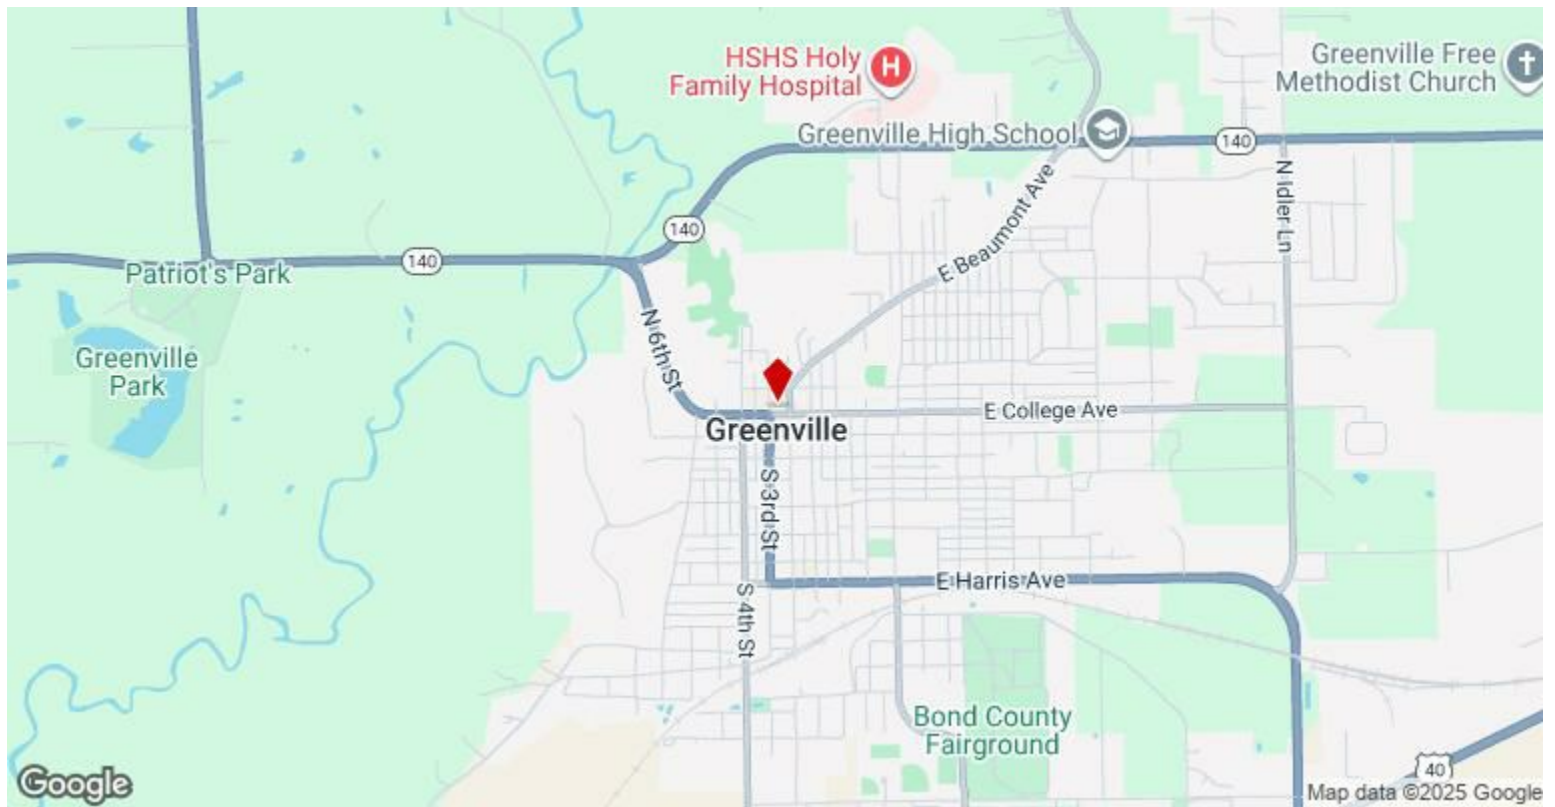 HSHS Holy
Family Hospital
H
Greenville Free
Methodist Church
Greenville High School
140
N Idler Ln
E Beaumont Ave
140
140
Patriot's Park
Greenville
Park
N 6th St
E College Ave
Greenville
S 3rd St
E Harris Ave
S 4th St
Bond County
Fairground
40
Google
Map data ©2025 Google